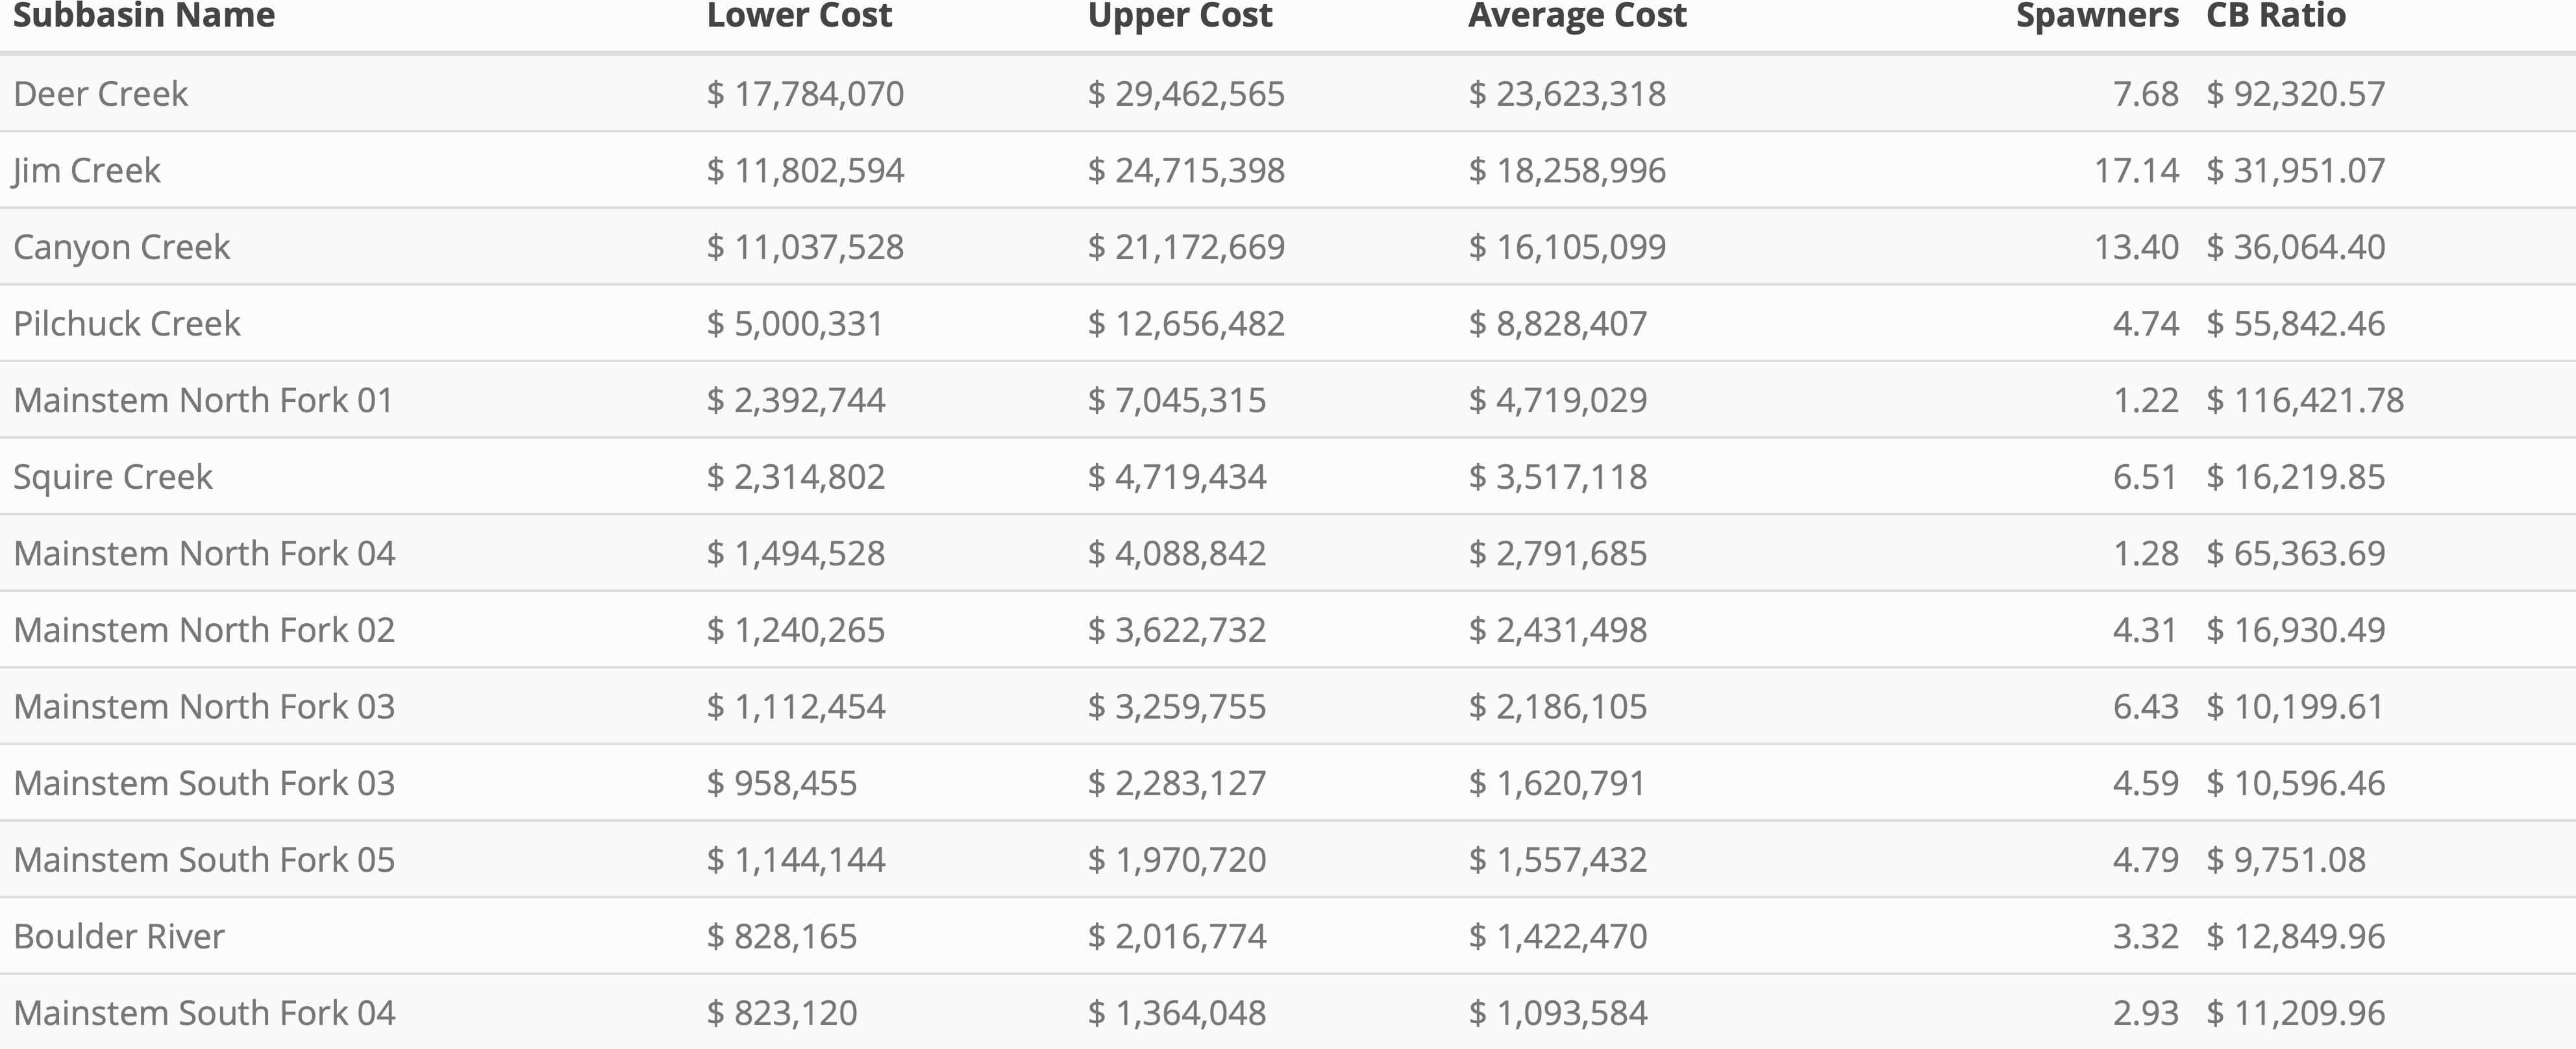 Subbasin Name Lower Cost Upper Cost Average Cost Spawners CB Ratio
Deer Creek $ 17,784,070 $ 29,462,565 $ 23,623,318 7.68 $ 92,320.57
Jim Creek $ 11,802,594 $ 24,715,398 $ 18,258,996 17.14 $ 31,951.07
Canyon Creek $ 11,037,528 $ 21,172,669 $ 16,105,099 13.40 $ 36,064.40
Pilchuck Creek $ 5,000,331 $ 12,656,482 $ 8,828,407 4.74 $ 55,842.46
Mainstem North Fork 01 $ 2,392,744 $ 7,045,315 $ 4,719,029 1.22 $ 116,421.78
Squire Creek $ 2,314,802 $ 4,719,434 $ 3,517,118 6.51 $ 16,219.85
Mainstem North Fork 04 $ 1,494,528 $ 4,088,842 $ 2,791,685 1.28 $ 65,363.69
Mainstem North Fork 02 $ 1,240,265 $ 3,622,732 $ 2,431,498 4.31 $ 16,930.49
Mainstem North Fork 03 $ 1,112,454 $ 3,259,755 $ 2,186,105 6.43 $ 10,199.61
Mainstem South Fork 03 $ 958,455 $ 2,283,127 $ 1,620,791 4.59 $ 10,596.46
Mainstem South Fork 05 $ 1,144,144 $ 1,970,720 $ 1,557,432 4.79 $ 9,751.08
Boulder River $ 828,165 $ 2,016,774 $ 1,422,470 3.32 $ 12,849.96
Mainstem South Fork 04 $ 823,120 $ 1,364,048 $ 1,093,584 2.93 $ 11,209.96